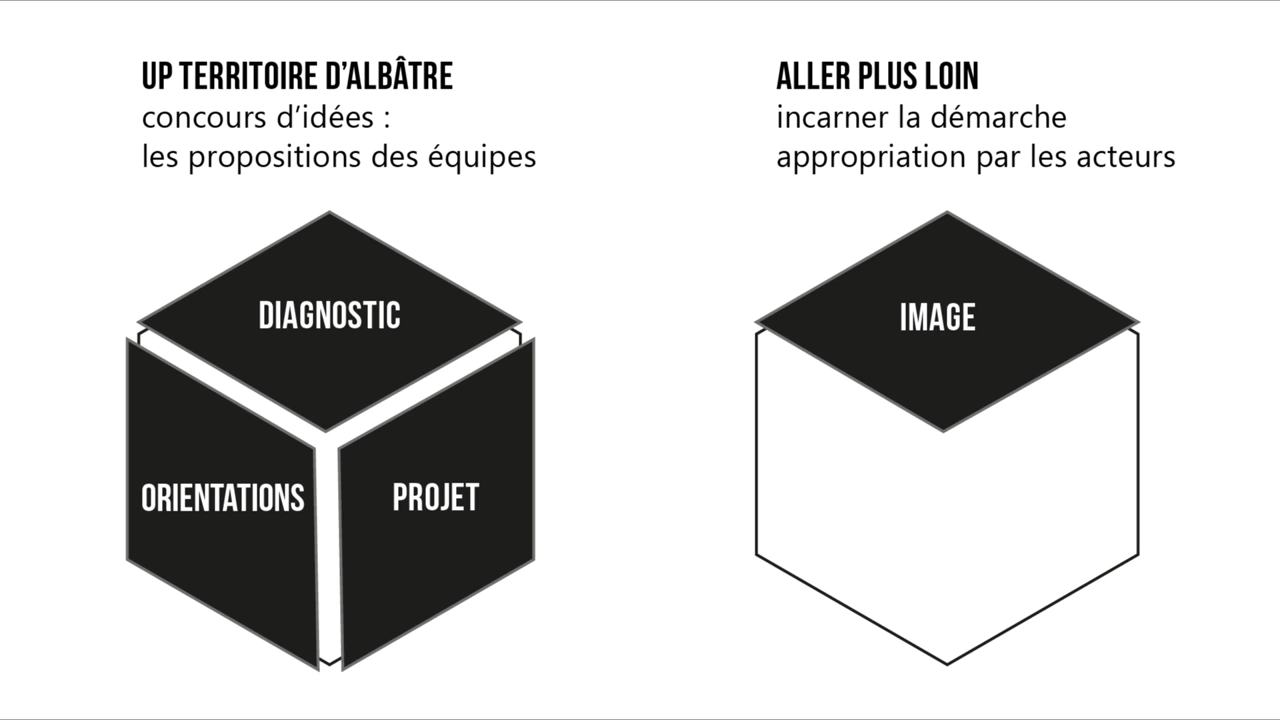 UP TERRITOIRE D’ALBÂTRE
concours d’idées :
les propositions des équipes
DIAGNOSTIC
ORIENTATIONS
PROJET
ALLER PLUS LOIN
incarner la démarche
appropriation par les acteurs
IMAGE